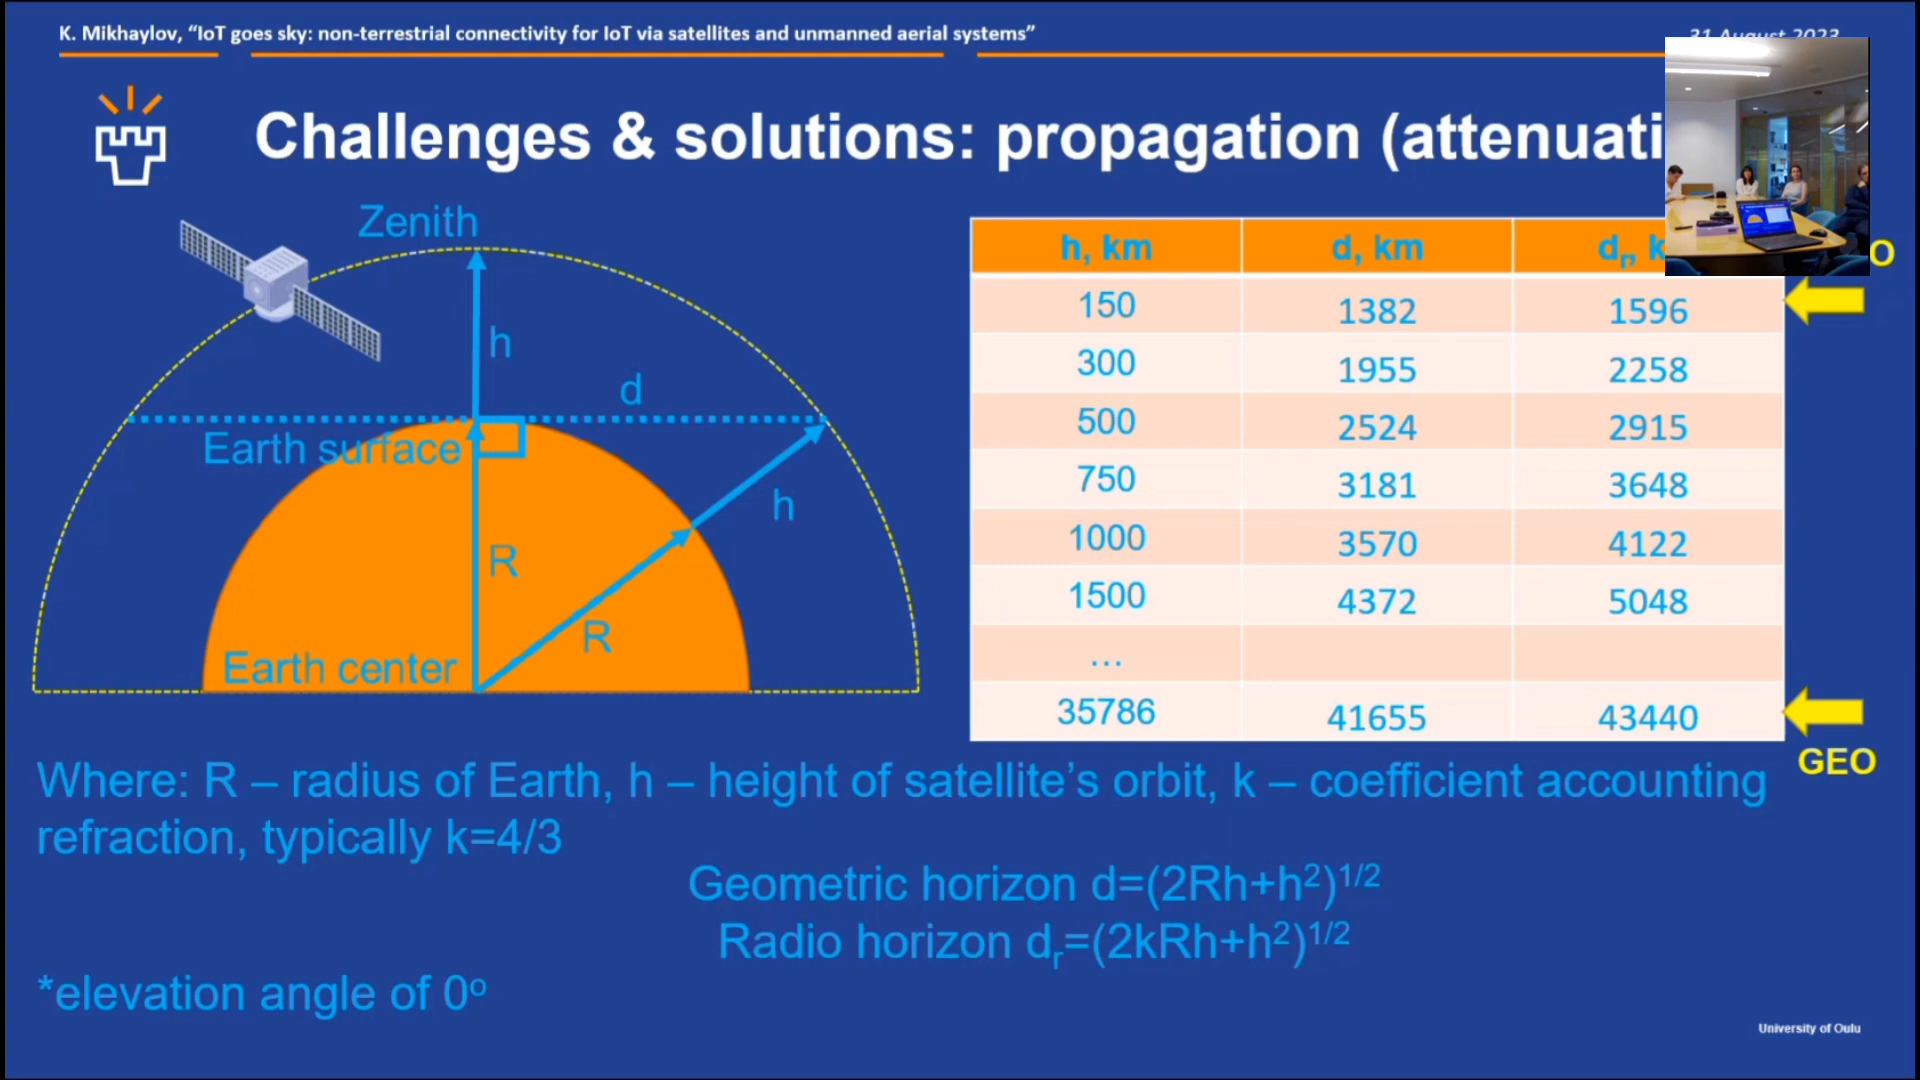 K. Mikhaylov, “IoT goes sky: non-terrestrial connectivity for IoT via satellites and unmanned aerial systems”
31 August 2023
Challenges & solutions: propagation (attenuati
Zenith
h
d
Earth surface
h
R
R
Earth center
h, km d, km dr, k
150 1382 1596
300 1955 2258
500 2524 2915
750 3181 3648
1000 3570 4122
1500 4372 5048
...
35786 41655 43440
O
GEO
Where: R – radius of Earth, h – height of satellite’s orbit, k – coefficient accounting
refraction, typically k=4/3
Geometric horizon d=(2Rh+h²)¹/²
Radio horizon dr=(2kRh+h²)¹/²
*elevation angle of 0º
University of Oulu